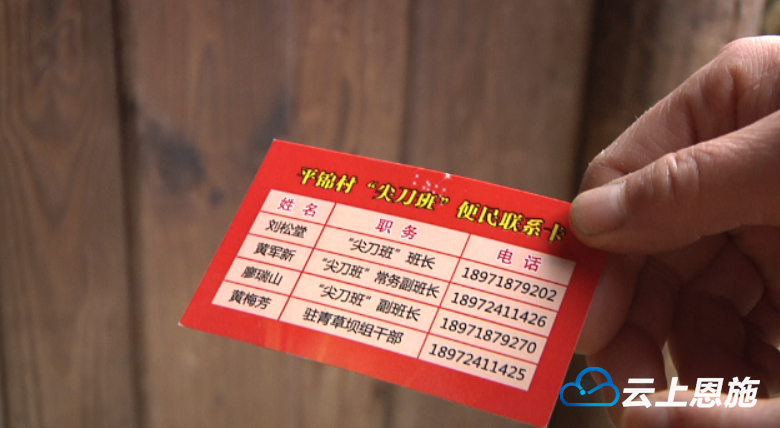 平锦村“尖刀班”便民联系卡
姓名 职务 电话
刘松堂 “尖刀班”班长 18971879202
黄军新 “尖刀班”常务副班长 18972411426
廖瑞山 “尖刀班”副班长 18971879270
黄梅芳 驻青草坝组干部 18972411425
云上恩施